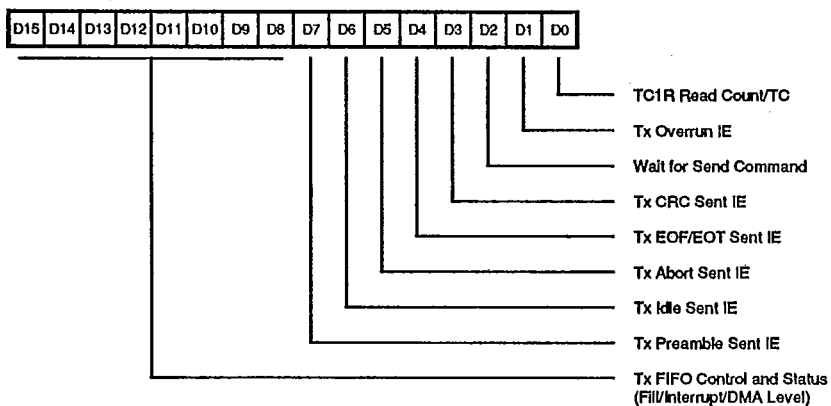 D15 D14 D13 D12 D11 D10 D9 D8 D7 D6 D5 D4 D3 D2 D1 D0
TC1R Read Count/TC
Tx Overrun IE
Wait for Send Command
Tx CRC Sent IE
Tx EOF/EOT Sent IE
Tx Abort Sent IE
Tx Idle Sent IE
Tx Preamble Sent IE
Tx FIFO Control and Status
(Fill/Interrupt/DMA Level)